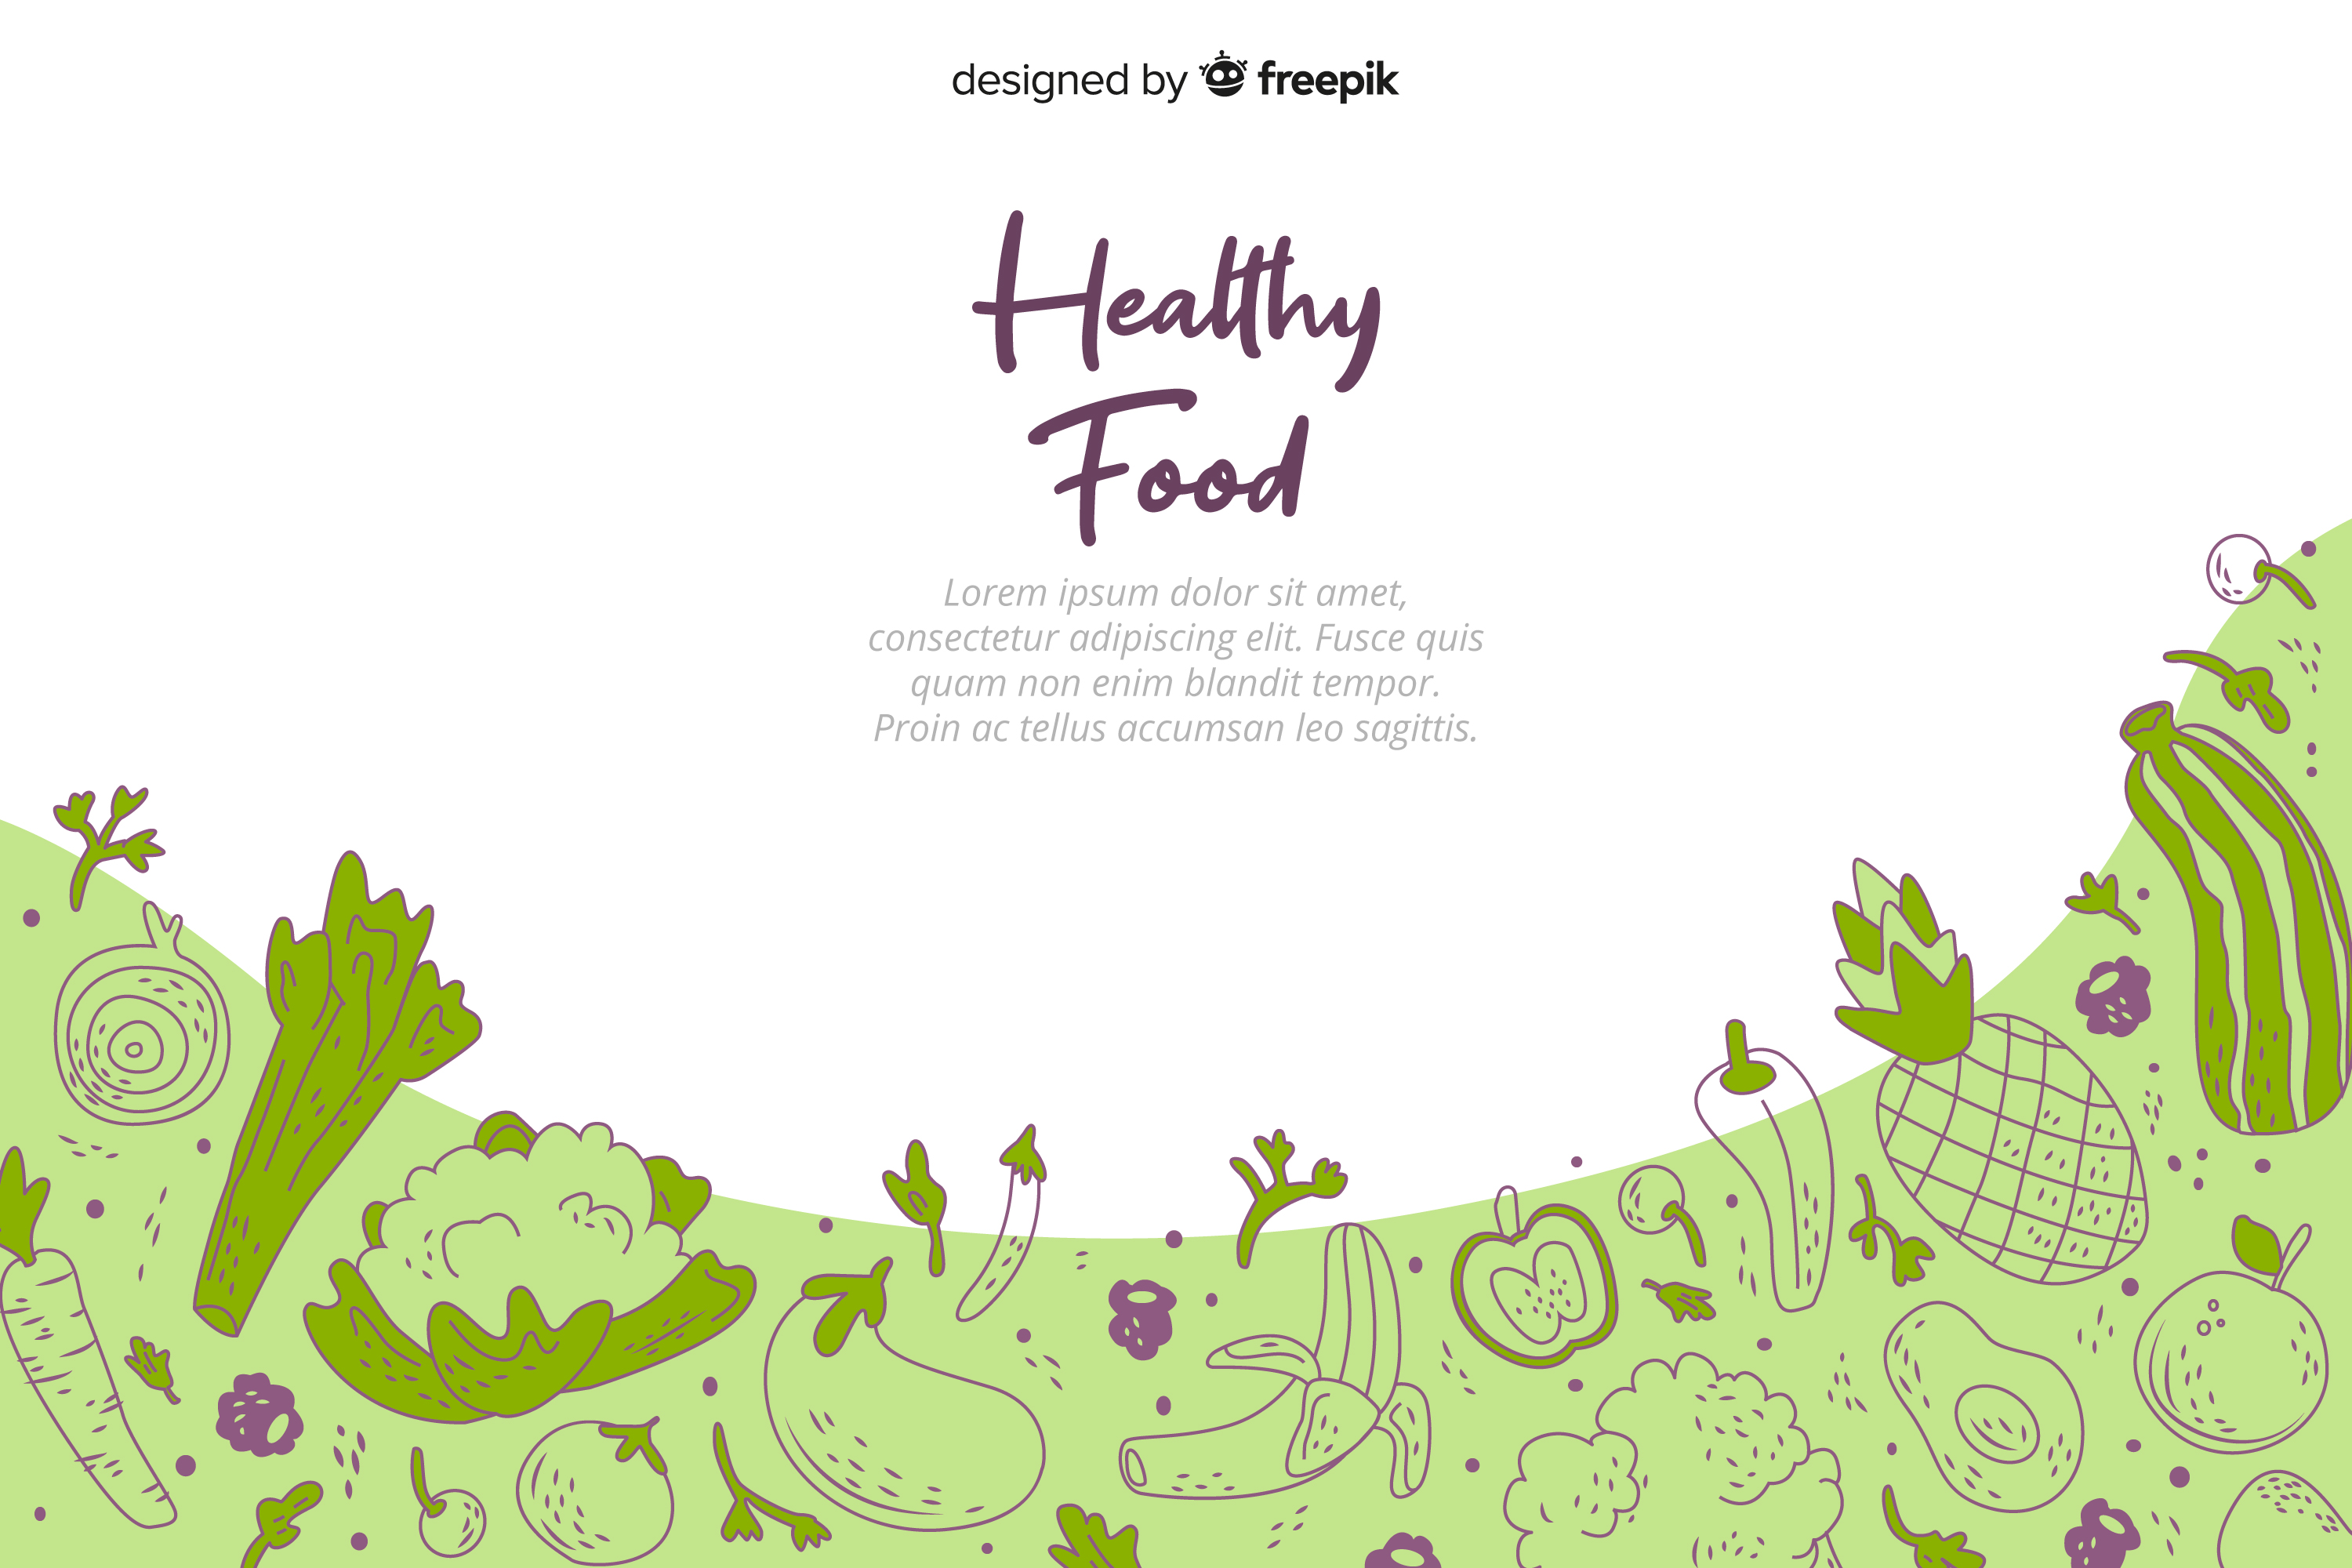 designed by freepik
Healthy
Food
Lorem ipsum dolor sit amet,
consectetur adipiscing elit. Fusce quis
quam non enim blandit tempor.
Proin ac tellus accumsan leo sagittis.